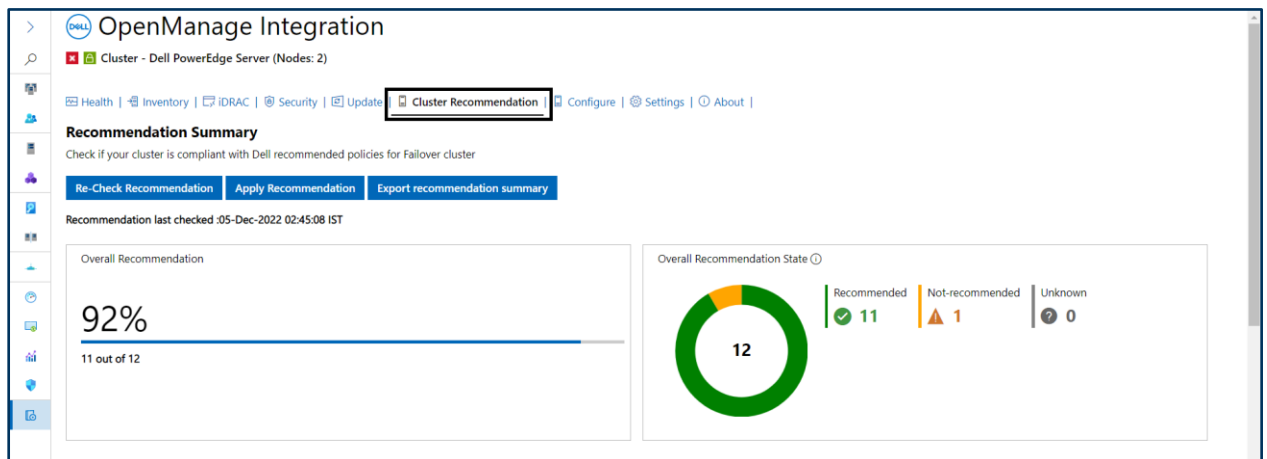 DELL OpenManage Integration
Cluster - Dell PowerEdge Server (Nodes: 2)
Health | Inventory | iDRAC | Security | Update | Cluster Recommendation | Configure | Settings | About |
Recommendation Summary
Check if your cluster is compliant with Dell recommended policies for Failover cluster
Re-Check Recommendation Apply Recommendation Export recommendation summary
Recommendation last checked :05-Dec-2022 02:45:08 IST
Overall Recommendation
92%
11 out of 12
Overall Recommendation State
Recommended Not-recommended Unknown
11 1 0
12